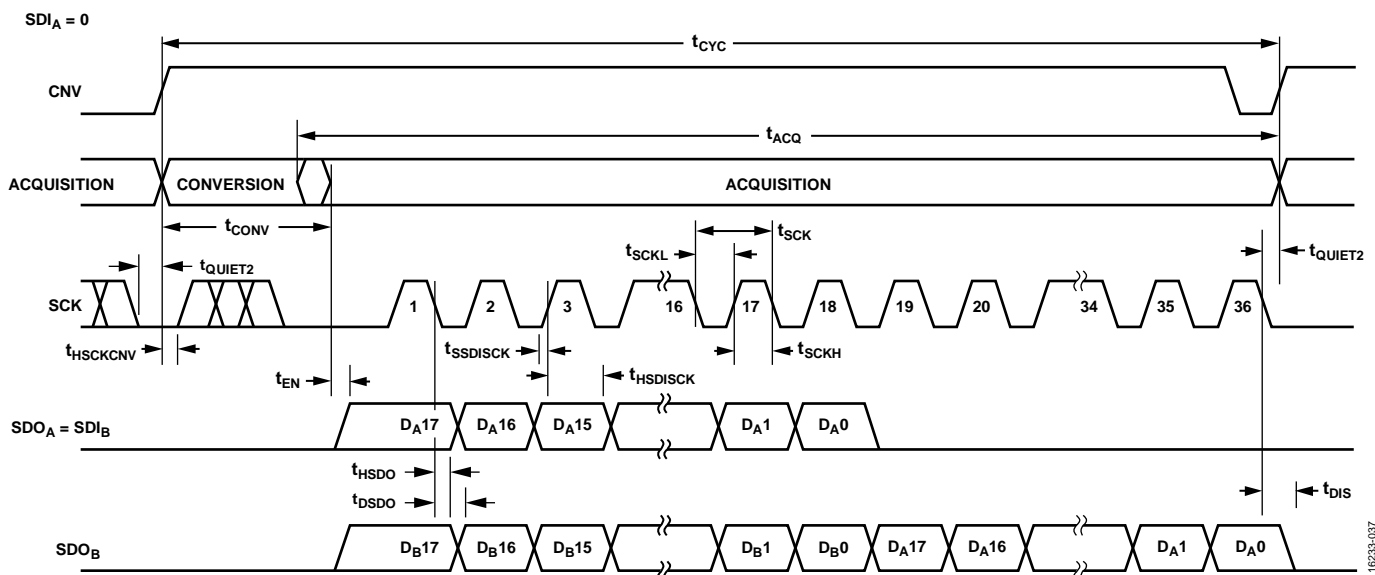 SDIA = 0
tCYC
CNV
tACQ
ACQUISITION CONVERSION ACQUISITION
tCONV
tSCK
tSCKL
tQUIET2 tQUIET2
SCK 1 2 3 16 17 18 19 20 34 35 36
tHSCKCNV tSSDISCK tSCKH
tEN tHSDISCK
SDOA = SDIB DA17 DA16 DA15 DA1 DA0
tHSDO
tDSDO tDIS
SDOB DB17 DB16 DB15 DB1 DB0 DA17 DA16 DA1 DA0
16233-037